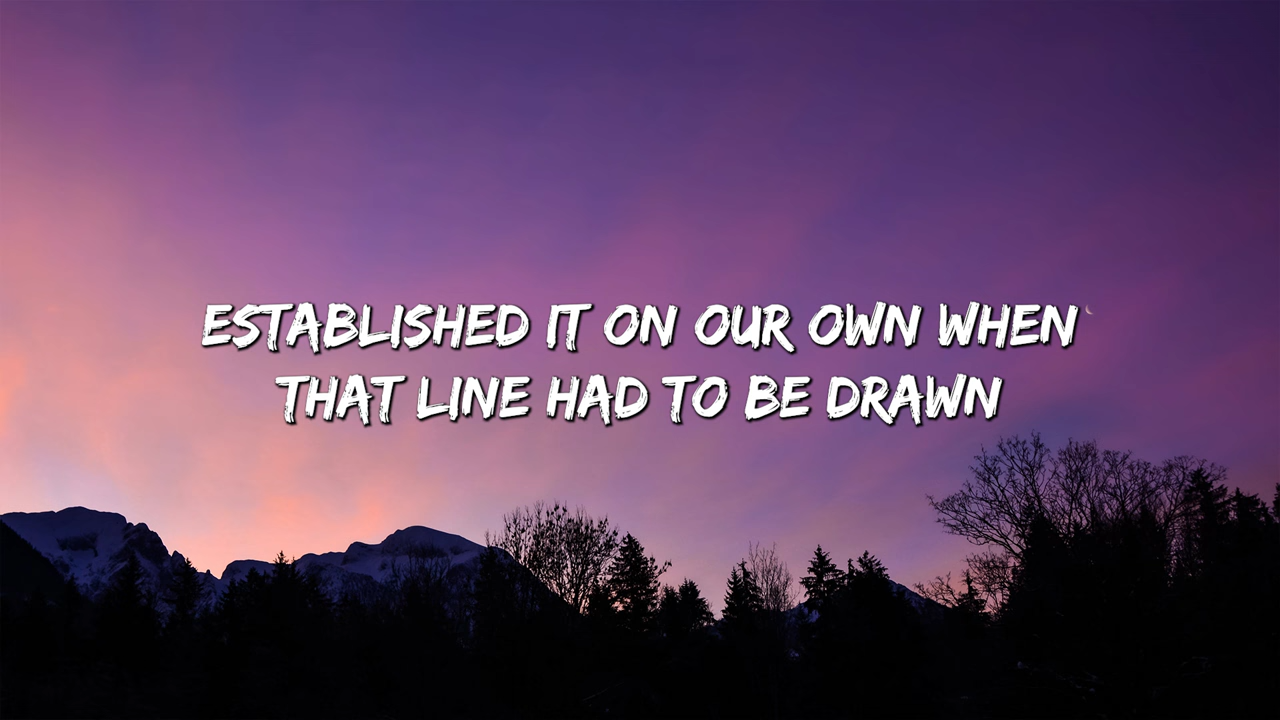 ESTABLISHED IT ON OUR OWN WHEN
THAT LINE HAD TO BE DRAWN